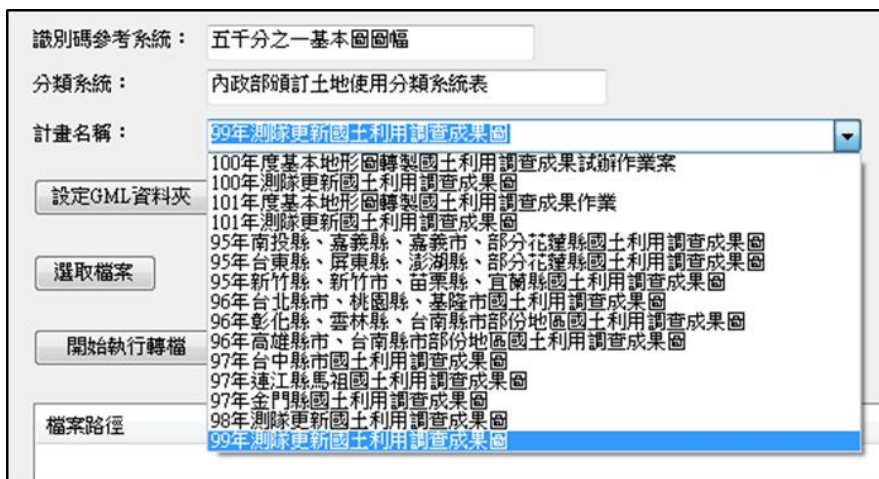 識別碼參考系統：
五千分之一基本圖圖幅
分類系統：
內政部頒訂土地使用分類系統表
計畫名稱：
99年測隊更新國土利用調查成果圖
100年度基本地形圖轉製國土利用調查成果試辦作業案
100年測隊更新國土利用調查成果圖
101年度基本地形圖轉製國土利用調查成果作業
101年測隊更新國土利用調查成果圖
95年南投縣、嘉義縣、嘉義市、部分花蓮縣國土利用調查成果圖
95年台東縣、屏東縣、澎湖縣、部分花蓮縣國土利用調查成果圖
95年新竹縣、新竹市、苗栗縣、宜蘭縣國土利用調查成果圖
96年台北縣市、桃園縣、基隆市國土利用調查成果圖
96年彰化縣、雲林縣、台南縣市部份地區國土利用調查成果圖
96年高雄縣市、台南縣市部份地區國土利用調查成果圖
97年台中縣市國土利用調查成果圖
97年連江縣馬祖國土利用調查成果圖
97年金門縣國土利用調查成果圖
98年測隊更新國土利用調查成果圖
99年測隊更新國土利用調查成果圖
設定GML資料夾
選取檔案
開始執行轉檔
檔案路徑